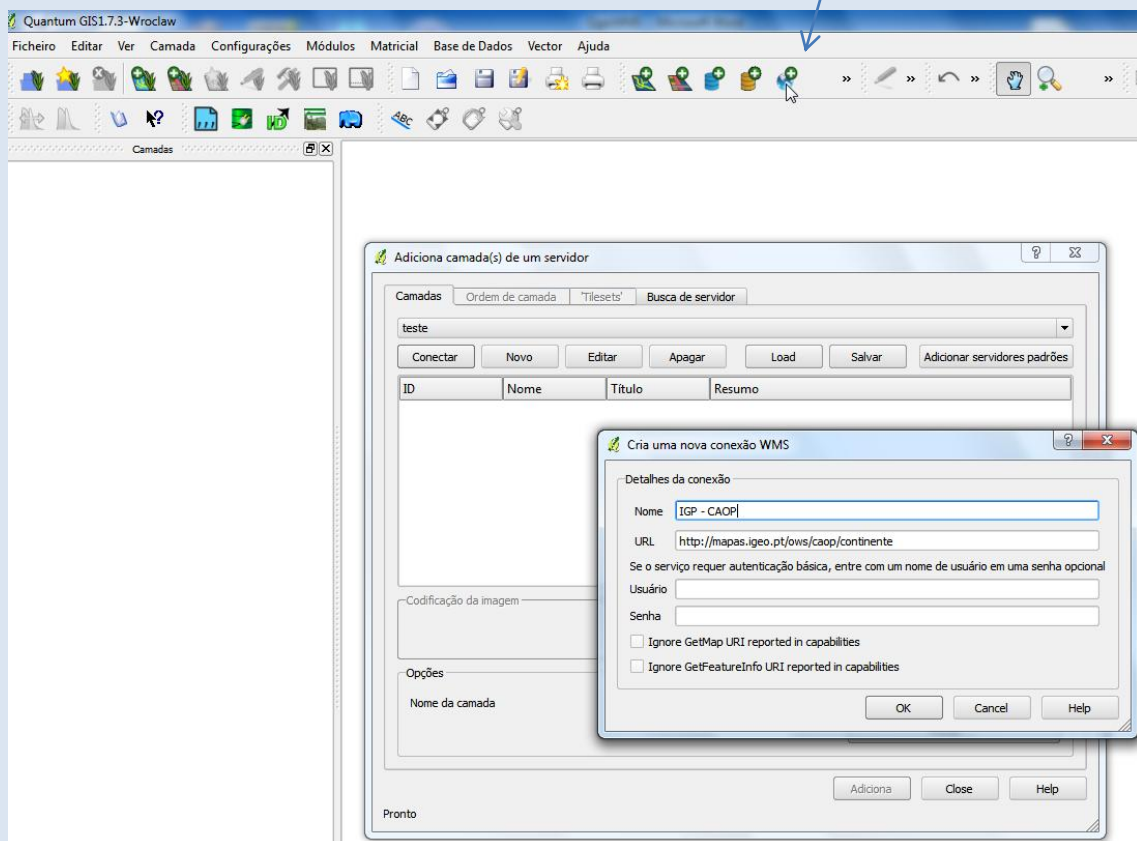 Quantum GIS1.7.3-Wroclaw
Ficheiro Editar Ver Camada Configurações Módulos Matricial Base de Dados Vector Ajuda
» » » »
ABC
Camadas
Adiciona camada(s) de um servidor
Camadas Ordem de camada 'Tilesets' Busca de servidor
teste
Conectar Novo Editar Apagar Load Salvar Adicionar servidores padrões
ID Nome Título Resumo
Cria uma nova conexão WMS
Detalhes da conexão
Nome IGP - CAOP
URL http://mapas.igeo.pt/ows/caop/continente
Se o serviço requer autenticação básica, entre com um nome de usuário em uma senha opcional
Usuário
Senha
Ignore GetMap URI reported in capabilities
Ignore GetFeatureInfo URI reported in capabilities
OK Cancel Help
Codificação da imagem
Opções
Nome da camada
Adiciona Close Help
Pronto